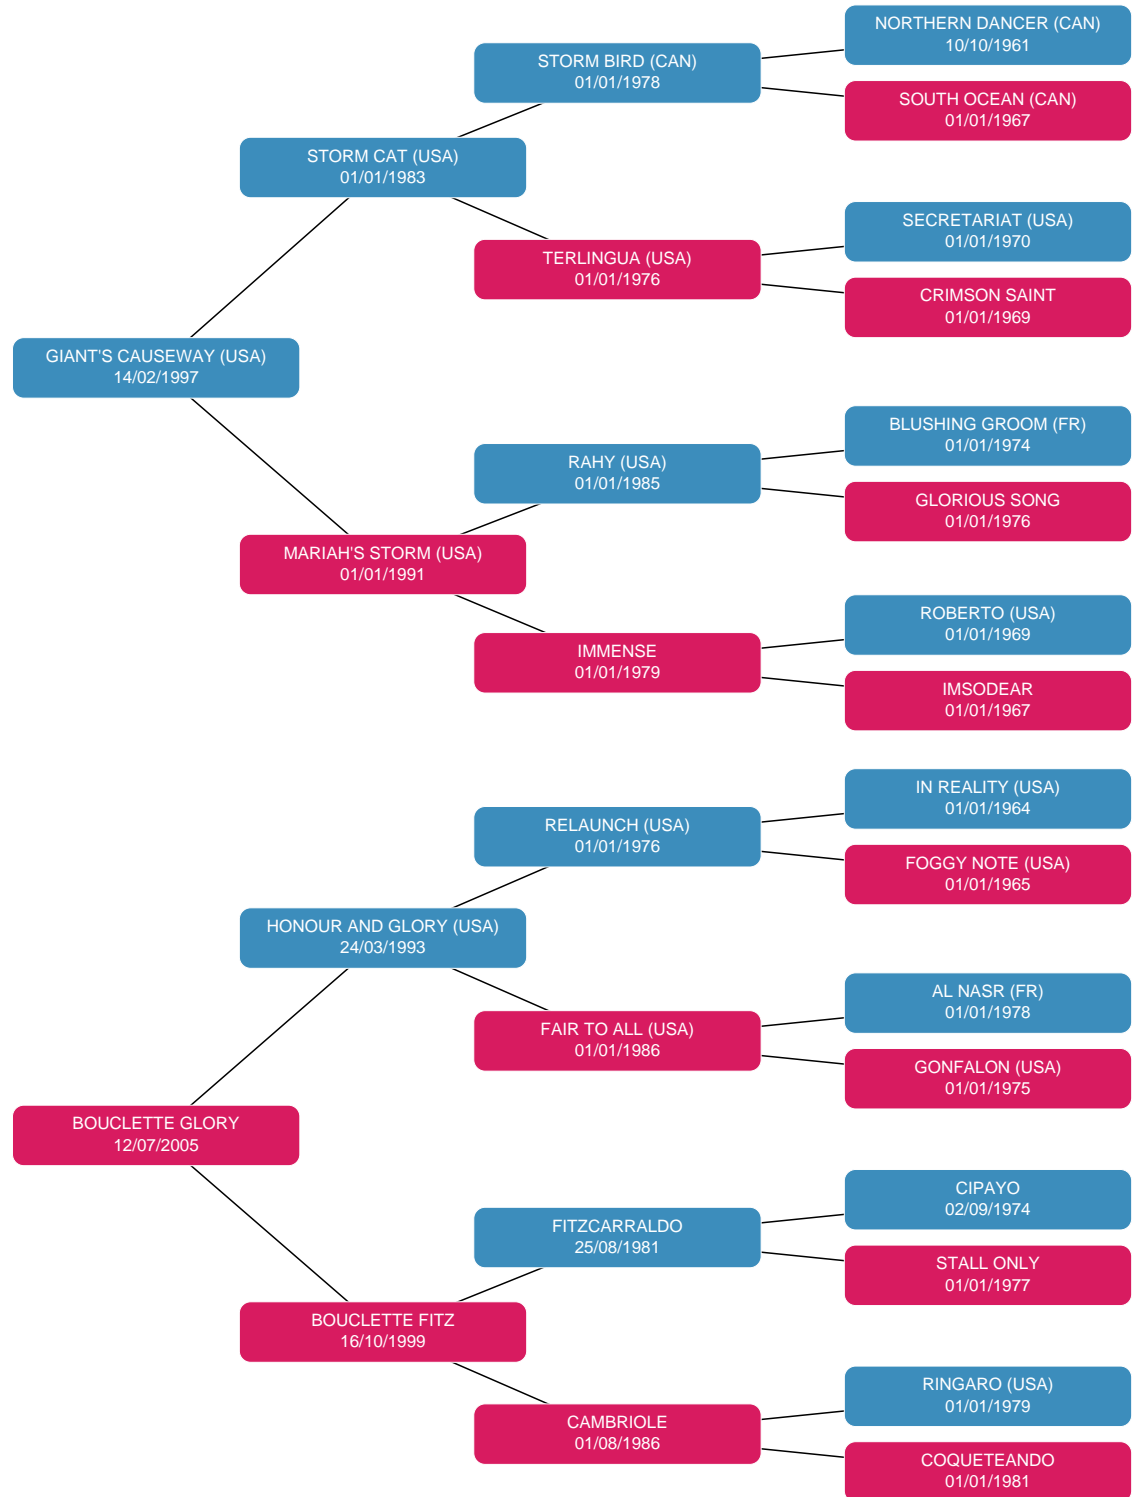 NORTHERN DANCER (CAN)
10/10/1961
STORM BIRD (CAN)
01/01/1978
SOUTH OCEAN (CAN)
01/01/1967
STORM CAT (USA)
01/01/1983
SECRETARIAT (USA)
01/01/1970
TERLINGUA (USA)
01/01/1976
CRIMSON SAINT
01/01/1969
GIANT'S CAUSEWAY (USA)
14/02/1997
BLUSHING GROOM (FR)
01/01/1974
RAHY (USA)
01/01/1985
GLORIOUS SONG
01/01/1976
MARIAH'S STORM (USA)
01/01/1991
ROBERTO (USA)
01/01/1969
IMMENSE
01/01/1979
IMSODEAR
01/01/1967
IN REALITY (USA)
01/01/1964
RELAUNCH (USA)
01/01/1976
FOGGY NOTE (USA)
01/01/1965
HONOUR AND GLORY (USA)
24/03/1993
AL NASR (FR)
01/01/1978
FAIR TO ALL (USA)
01/01/1986
GONFALON (USA)
01/01/1975
BOUCLETTE GLORY
12/07/2005
CIPAYO
02/09/1974
FITZCARRALDO
25/08/1981
STALL ONLY
01/01/1977
BOUCLETTE FITZ
16/10/1999
RINGARO (USA)
01/01/1979
CAMBRIOLE
01/08/1986
COQUETEANDO
01/01/1981